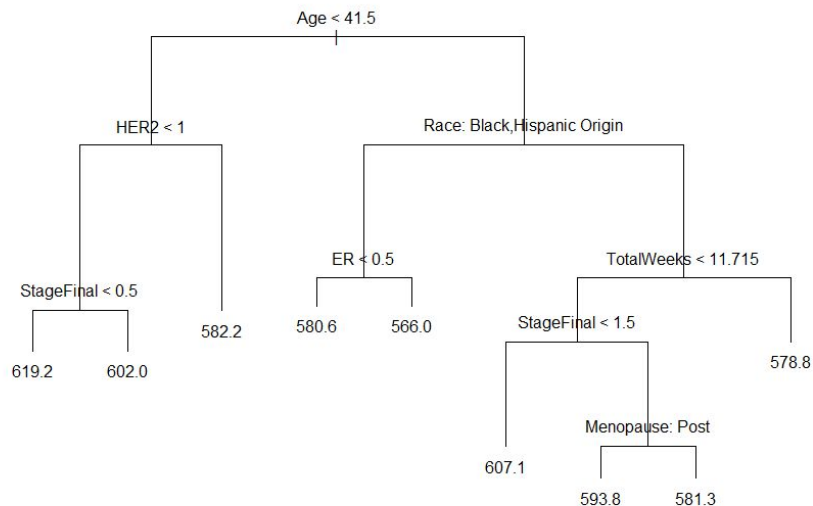 Age < 41.5
HER2 < 1
Race: Black,Hispanic Origin
ER < 0.5
TotalWeeks < 11.715
StageFinal < 0.5
582.2
580.6
566.0
StageFinal < 1.5
619.2
602.0
578.8
Menopause: Post
607.1
593.8
581.3